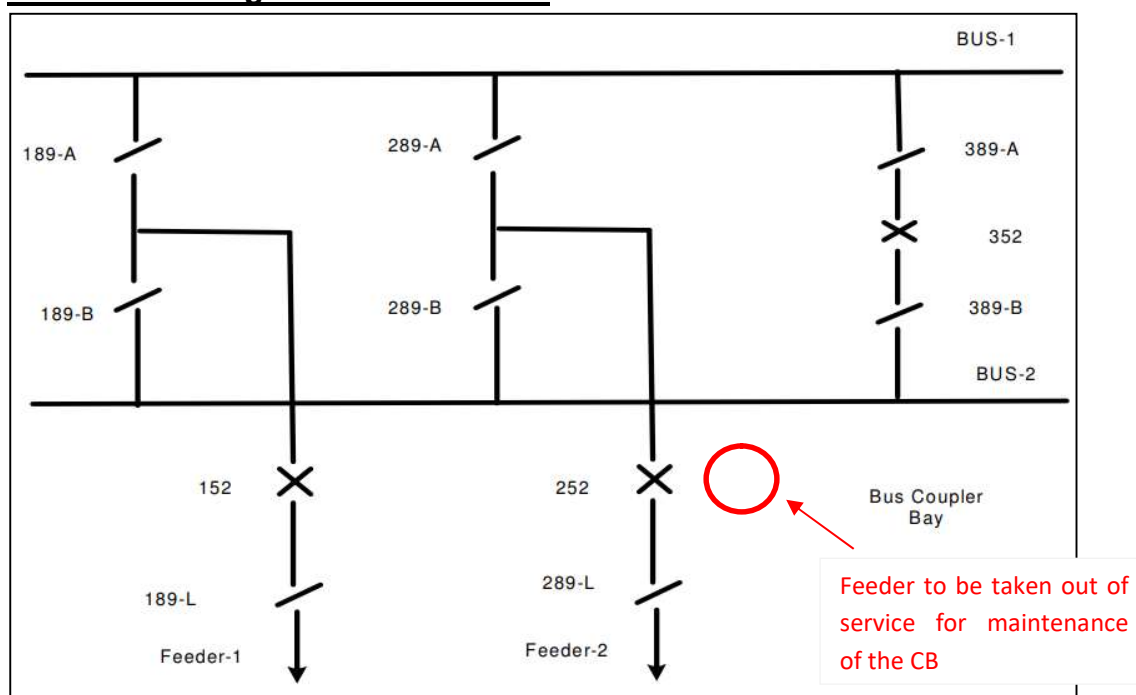 BUS-1
189-A
289-A
389-A
352
189-B
289-B
389-B
BUS-2
152
252
Bus Coupler
Bay
189-L
289-L
Feeder-1
Feeder-2
Feeder to be taken out of
service for maintenance
of the CB